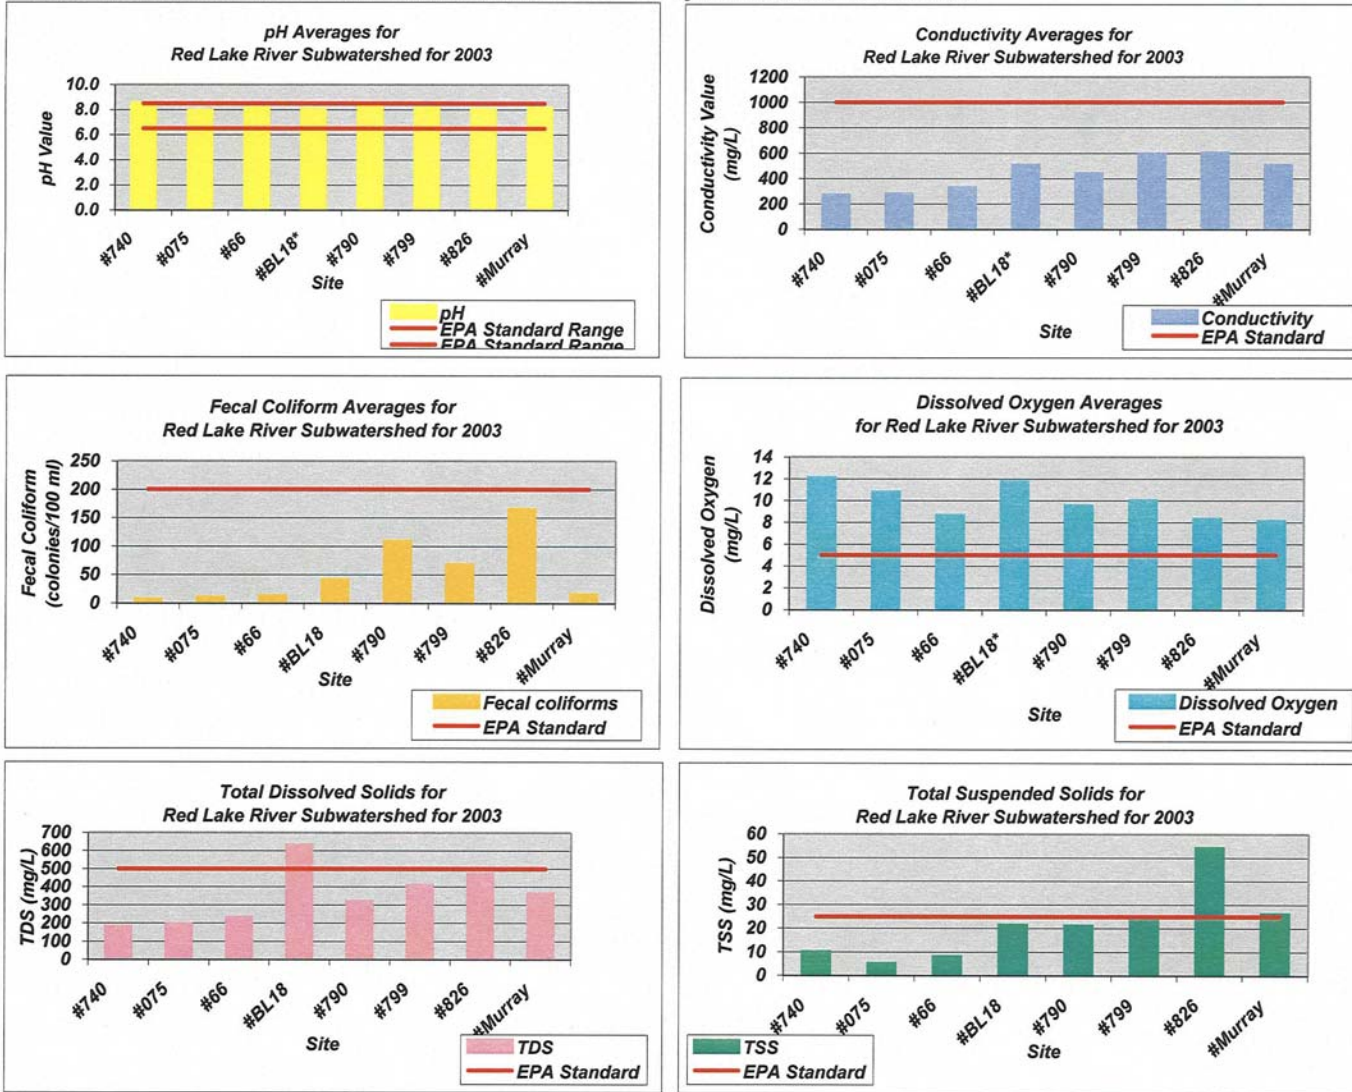 pH Averages for
Red Lake River Subwatershed for 2003
10.0
8.0
6.0
4.0
2.0
0.0
pH Value
#740
#075
#66
#BL18*
#790
#799
#826
#Murray
Site
pH
EPA Standard Range
EPA Standard Range
Conductivity Averages for
Red Lake River Subwatershed for 2003
1200
1000
800
600
400
200
0
Conductivity Value
(mg/L)
#740
#075
#66
#BL18*
#790
#799
#826
#Murray
Site
Conductivity
EPA Standard
Fecal Coliform Averages for
Red Lake River Subwatershed for 2003
250
200
150
100
50
0
Fecal Coliform
(colonies/100 ml)
#740
#075
#66
#BL18
#790
#799
#826
#Murray
Site
Fecal coliforms
EPA Standard
Dissolved Oxygen Averages
for Red Lake River Subwatershed for 2003
14
12
10
8
6
4
2
0
Dissolved Oxygen
(mg/L)
#740
#075
#66
#BL18*
#790
#799
#826
#Murray
Site
Dissolved Oxygen
EPA Standard
Total Dissolved Solids for
Red Lake River Subwatershed for 2003
700
600
500
400
300
200
100
0
TDS (mg/L)
#740
#075
#66
#BL18
#790
#799
#826
#Murray
Site
TDS
EPA Standard
Total Suspended Solids for
Red Lake River Subwatershed for 2003
60
50
40
30
20
10
0
TSS (mg/L)
#740
#075
#66
#BL18
#790
#799
#826
#Murray
Site
TSS
EPA Standard